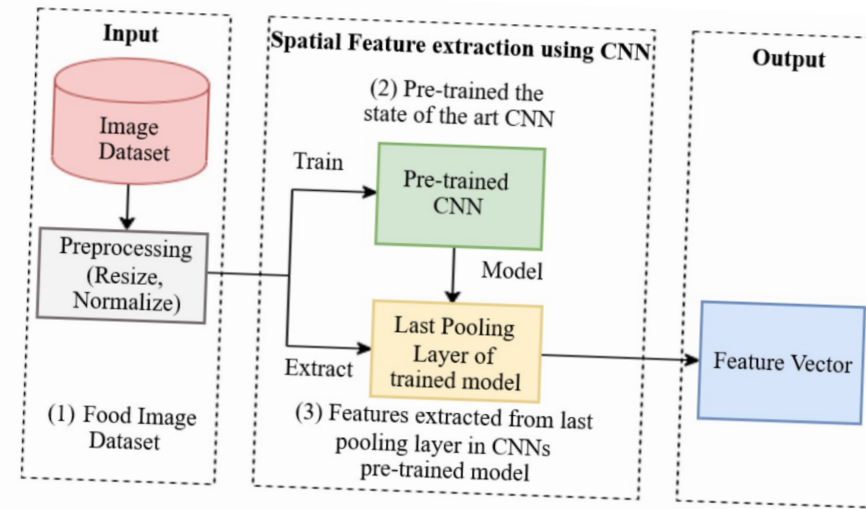 Input
Image
Dataset
Preprocessing
(Resize,
Normalize)
(1) Food Image
Dataset
Spatial Feature extraction using CNN
(2) Pre-trained the
state of the art CNN
Train
Pre-trained
CNN
Model
Extract
Last Pooling
Layer of
trained model
(3) Features extracted from last
pooling layer in CNNs
pre-trained model
Output
Feature Vector